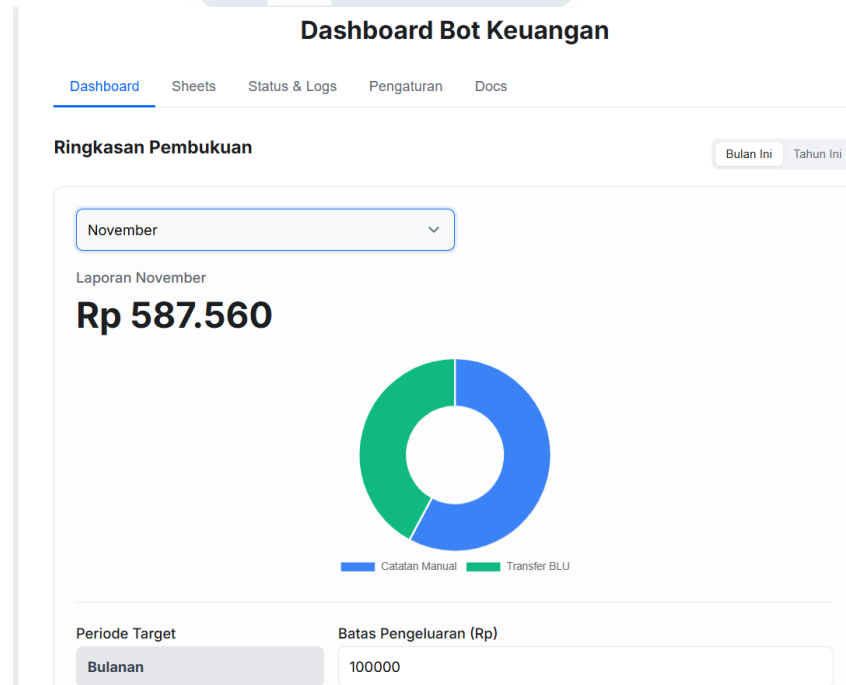 Dashboard Bot Keuangan
Dashboard Sheets Status & Logs Pengaturan Docs
Ringkasan Pembukuan
Bulan Ini Tahun Ini
November
Laporan November
Rp 587.560
Catatan Manual Transfer BLU
Periode Target Batas Pengeluaran (Rp)
Bulanan 100000